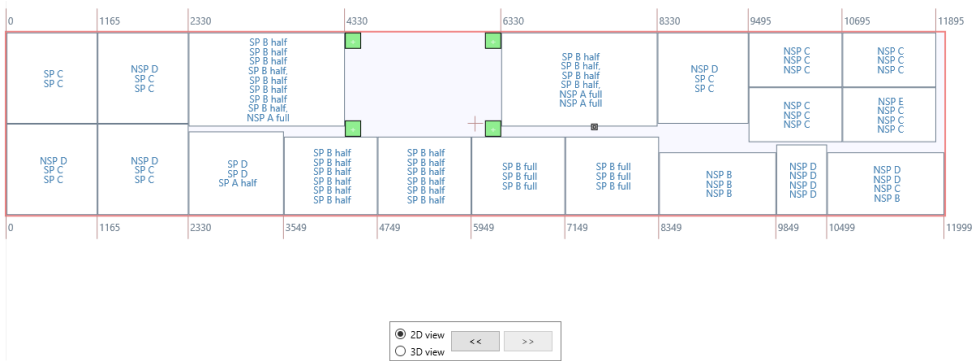 0 1165 2330 4330 6330 8330 9495 10695 11895
SP C
SP C
NSP D
SP C
SP C
SP B half
SP B half
SP B half
SP B half,
SP B half
SP B half
SP B half
SP B half,
NSP A full
SP B half
SP B half,
SP B half
SP B half,
NSP A full
NSP A full
NSP D
SP C
SP C
NSP C
NSP C
NSP C
NSP C
NSP C
NSP C
NSP C
NSP C
NSP C
NSP E
NSP C
NSP C
NSP C
NSP D
SP C
SP C
NSP D
SP C
SP C
SP D
SP D
SP A half
SP B half
SP B half
SP B half
SP B half
SP B half
SP B half
SP B half
SP B half
SP B half
SP B half
SP B half
SP B half
SP B full
SP B full
SP B full
SP B full
SP B full
SP B full
NSP B
NSP B
NSP B
NSP D
NSP D
NSP D
NSP D
NSP D
NSP D
NSP C
NSP B
0 1165 2330 3549 4749 5949 7149 8349 9849 10499 11999
2D view
<< >>
3D view